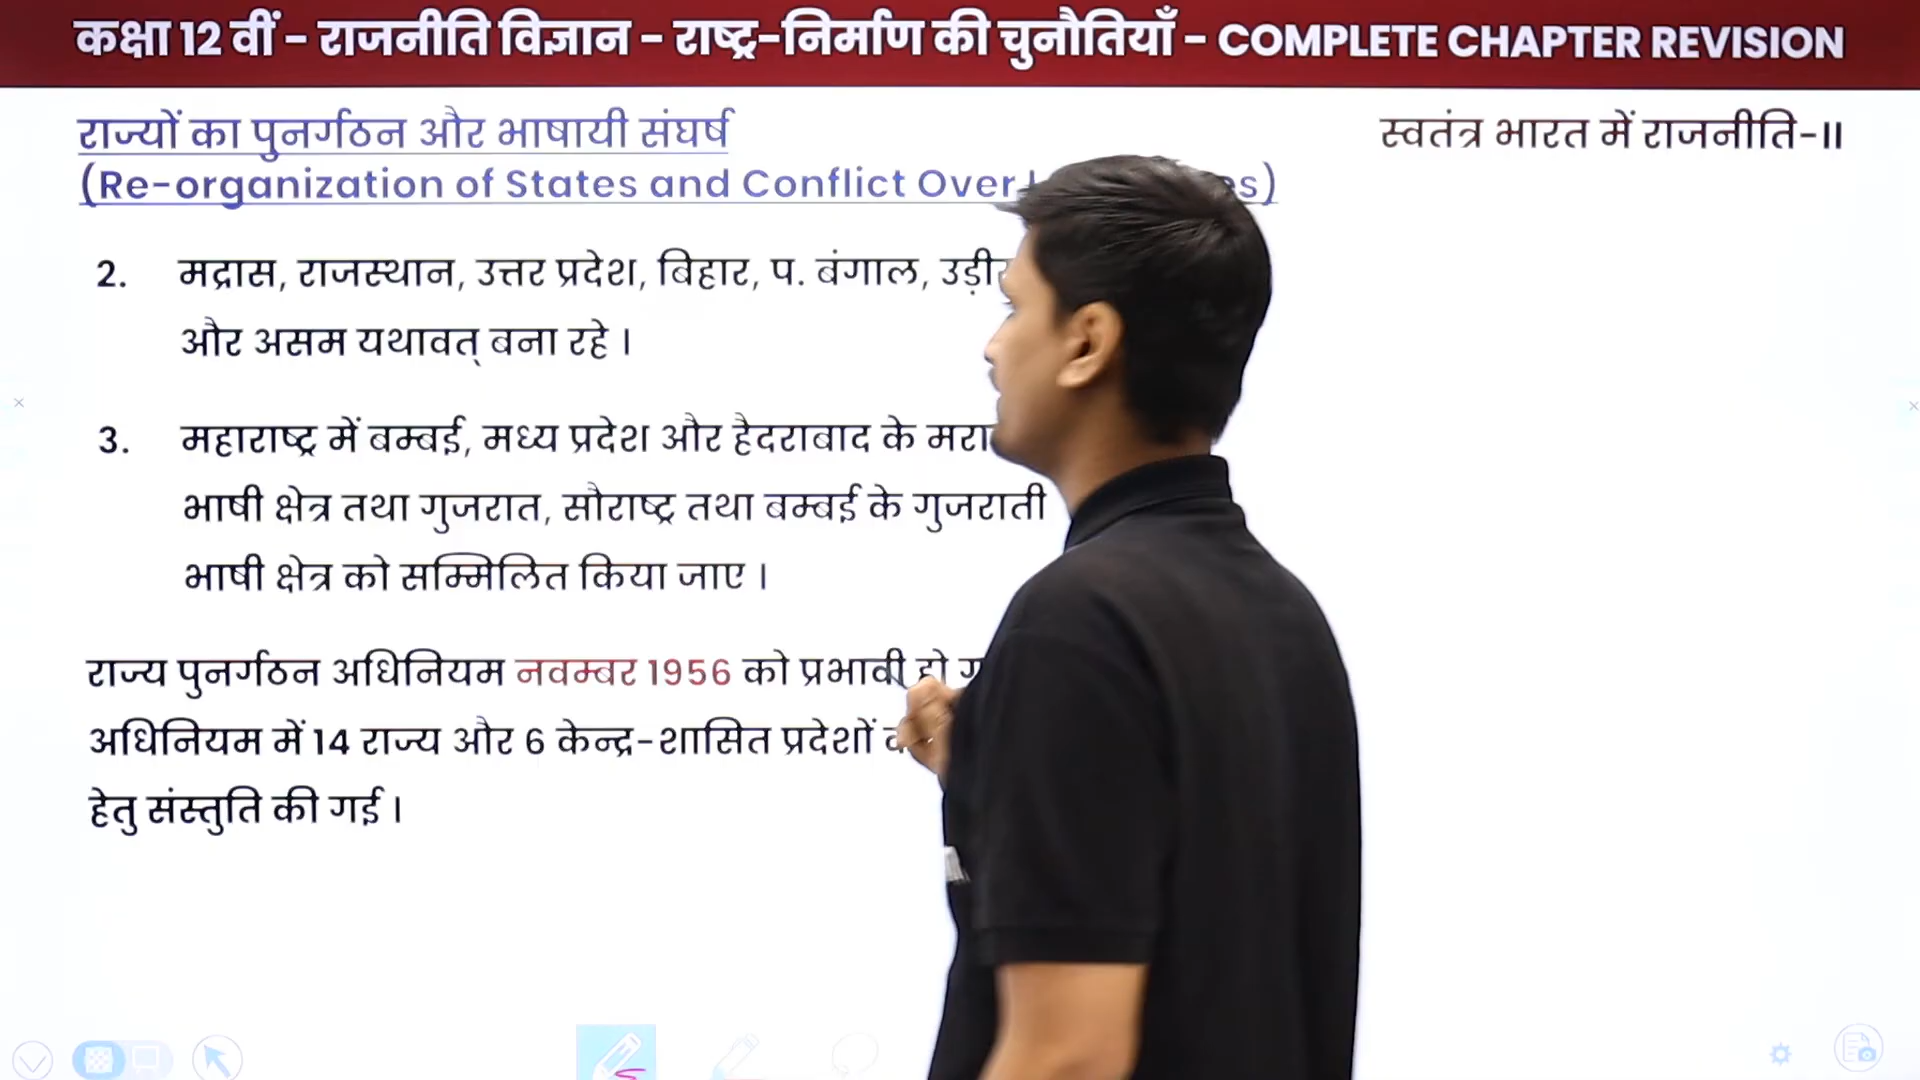 कक्षा 12 वीं - राजनीति विज्ञान - राष्ट्र-निर्माण की चुनौतियाँ - COMPLETE CHAPTER REVISION
राज्यों का पुनर्गठन और भाषायी संघर्ष
स्वतंत्र भारत में राजनीति-II
(Re-organization of States and Conflict Over
2. मद्रास, राजस्थान, उत्तर प्रदेश, बिहार, प. बंगाल,
और असम यथावत् बना रहे ।
3. महाराष्ट्र में बम्बई, मध्य प्रदेश और हैदराबाद के
भाषी क्षेत्र तथा गुजरात, सौराष्ट्र तथा बम्बई के गुजराती
भाषी क्षेत्र को सम्मिलित किया जाए ।
राज्य पुनर्गठन अधिनियम नवम्बर 1956 को प्रभावी हो
अधिनियम में 14 राज्य और 6 केन्द्र-शासित प्रदेशों
हेतु संस्तुति की गई ।